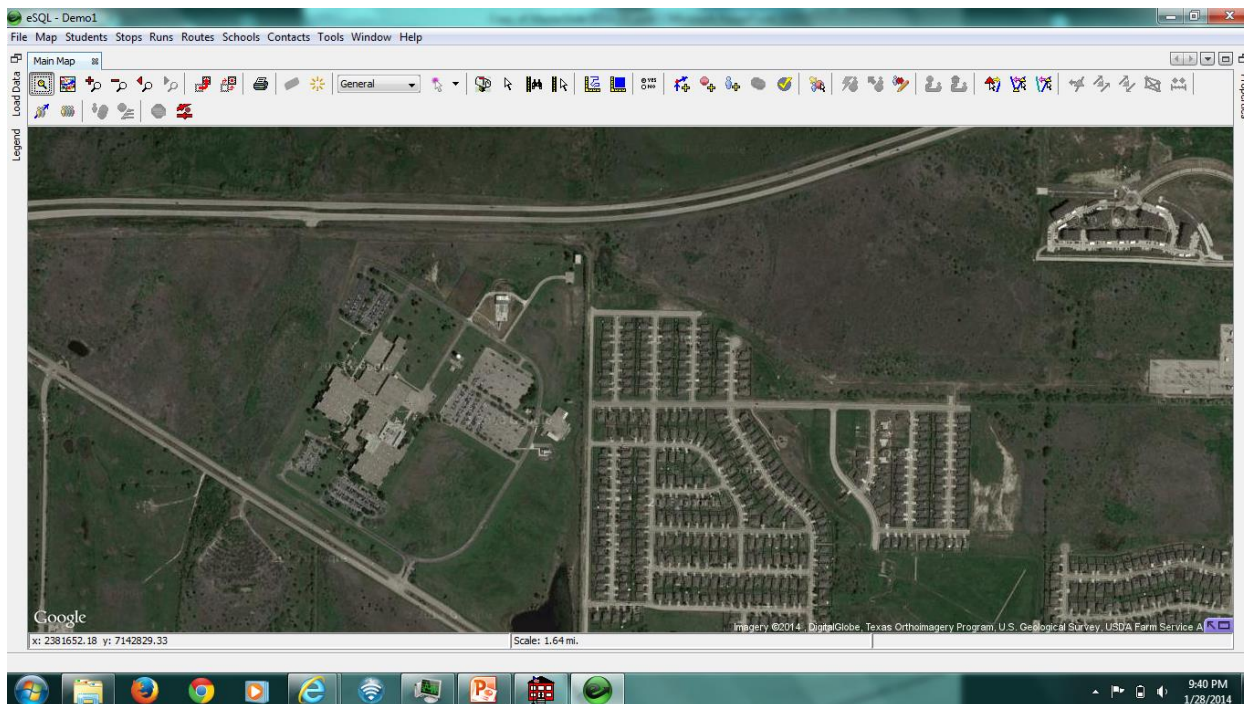 eSQL - Demo1
File Map Students Stops Runs Routes Schools Contacts Tools Window Help
Main Map
General
YES
NO
Load Data
Legend
Google
Imagery ©2014 , DigitalGlobe, Texas Orthoimagery Program, U.S. Geological Survey, USDA Farm Service A
x: 2381652.18 y: 7142829.33
Scale: 1.64 mi.
9:40 PM
1/28/2014